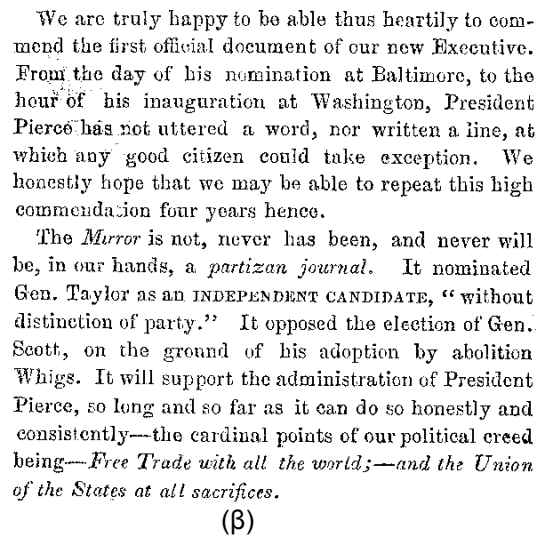 We are truly happy to be able thus heartily to com-
mend the first official document of our new Executive.
From the day of his nomination at Baltimore, to the
hour of his inauguration at Washington, President
Pierce has not uttered a word, nor written a line, at
which any good citizen could take exception. We
honestly hope that we may be able to repeat this high
commendation four years hence.
The Mirror is not, never has been, and never will
be, in our hands, a partizan journal. It nominated
Gen. Taylor as an INDEPENDENT CANDIDATE, "without
distinction of party." It opposed the election of Gen.
Scott, on the ground of his adoption by abolition
Whigs. It will support the administration of President
Pierce, so long and so far as it can do so honestly and
consistently—the cardinal points of our political creed
being—Free Trade with all the world;—and the Union
of the States at all sacrifices.
(β)